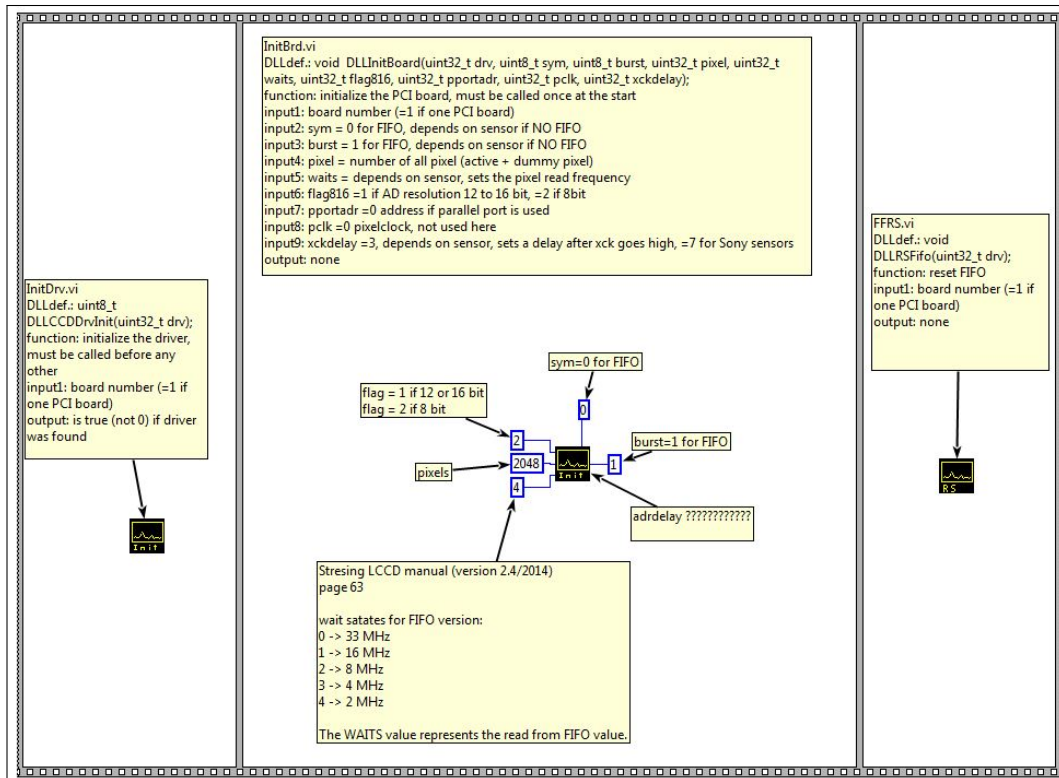 InitDrv.vi
DLLdef.: uint8_t
DLLCCDDrvInit(uint32_t drv);
function: initialize the driver,
must be called before any
other
input1: board number (=1 if
one PCI board)
output: is true (not 0) if driver
was found
Init
InitBrd.vi
DLLdef.: void  DLLInitBoard(uint32_t drv, uint8_t sym, uint8_t burst, uint32_t pixel, uint32_t
waits, uint32_t flag816, uint32_t pportadr, uint32_t pclk, uint32_t xckdelay);
function: initialize the PCI board, must be called once at the start
input1: board number (=1 if one PCI board)
input2: sym = 0 for FIFO, depends on sensor if NO FIFO
input3: burst = 1 for FIFO, depends on sensor if NO FIFO
input4: pixel = number of all pixel (active + dummy pixel)
input5: waits = depends on sensor, sets the pixel read frequency
input6: flag816 =1 if AD resolution 12 to 16 bit, =2 if 8bit
input7: pportadr =0 address if parallel port is used
input8: pclk =0 pixelclock, not used here
input9: xckdelay =3, depends on sensor, sets a delay after xck goes high, =7 for Sony sensors
output: none
sym=0 for FIFO
flag = 1 if 12 or 16 bit
flag = 2 if 8 bit
0
2
burst=1 for FIFO
pixels
2048
Init
1
4
adrdelay ????????????
Stresing LCCD manual (version 2.4/2014)
page 63
wait satates for FIFO version:
0 -> 33 MHz
1 -> 16 MHz
2 -> 8 MHz
3 -> 4 MHz
4 -> 2 MHz
The WAITS value represents the read from FIFO value.
FFRS.vi
DLLdef.: void
DLLRSFifo(uint32_t drv);
function: reset FIFO
input1: board number (=1 if
one PCI board)
output: none
RS